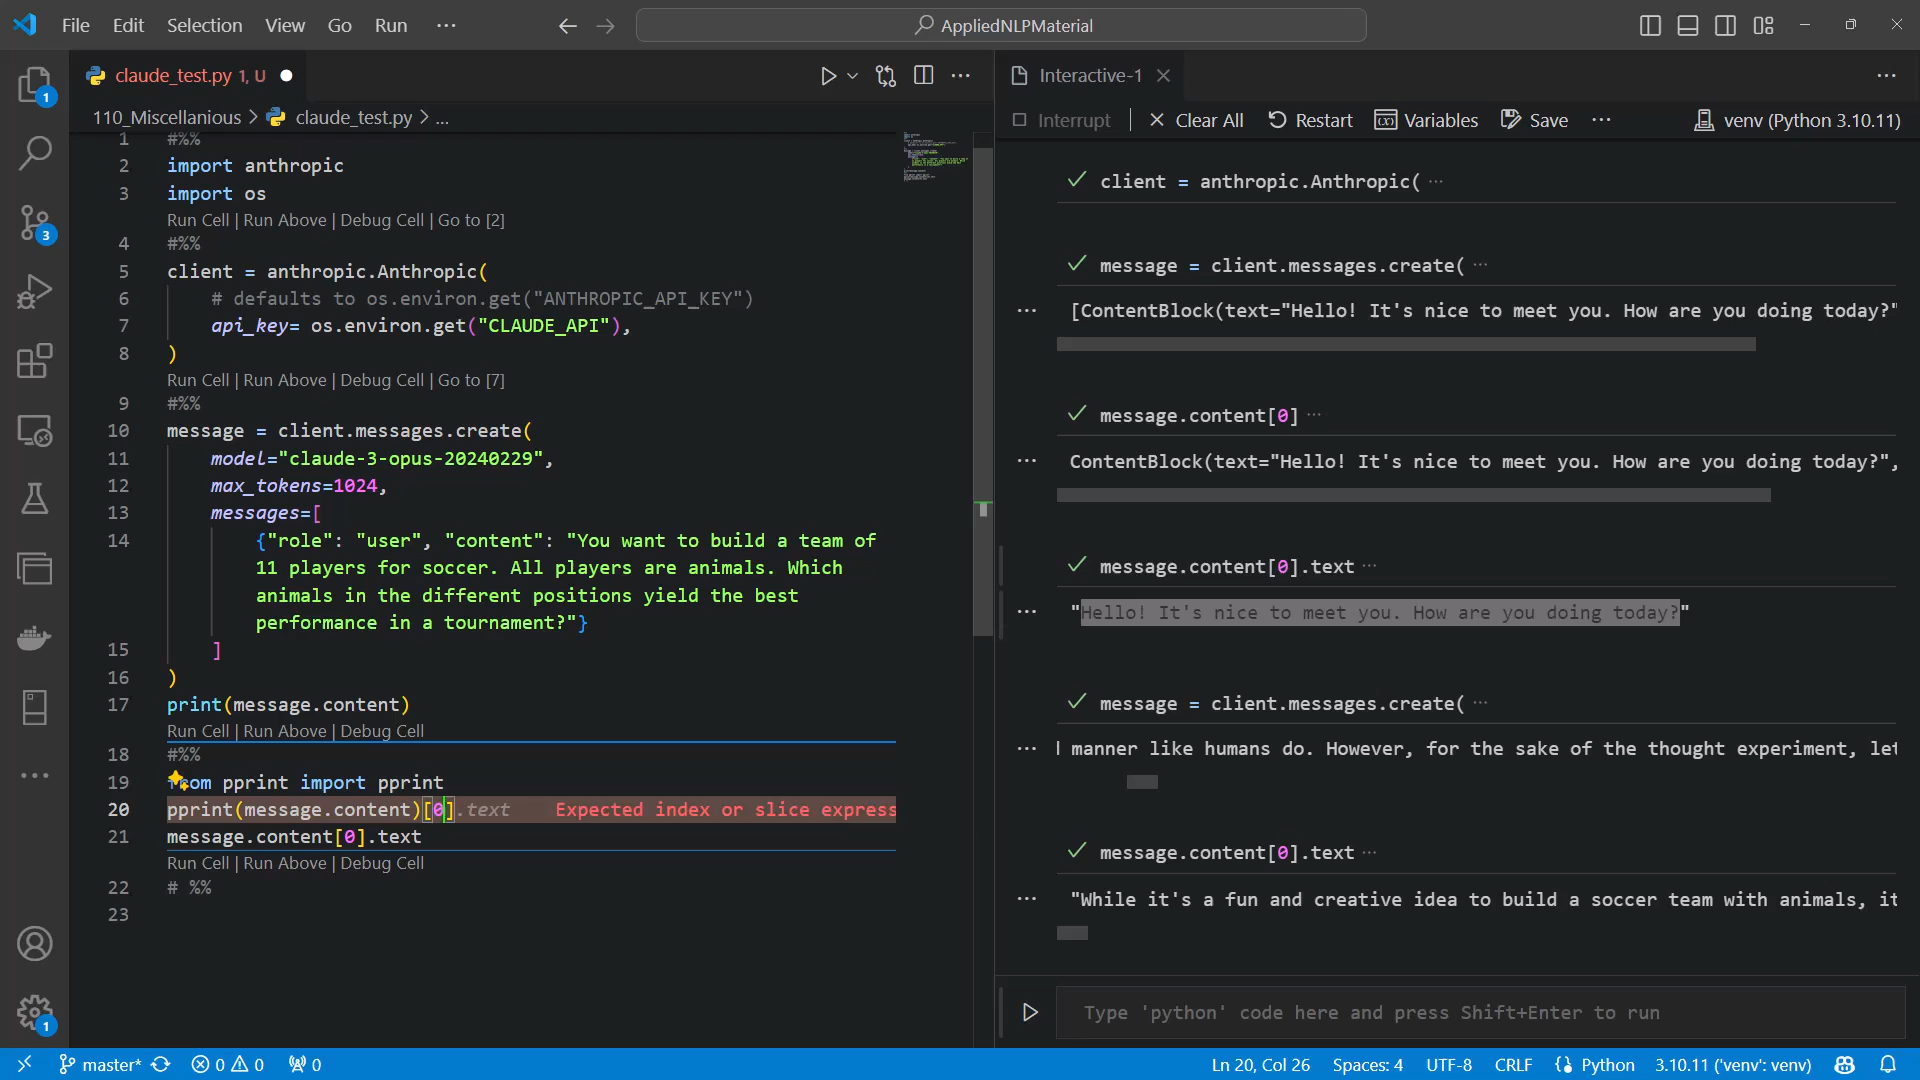 File Edit Selection View Go Run ···
AppliedNLPMaterial
claude_test.py 1, U
110_Miscellanious > claude_test.py > ...
1 #%%
2 import anthropic
3 import os
Run Cell | Run Above | Debug Cell | Go to [2]
4 #%%
5 client = anthropic.Anthropic(
6 # defaults to os.environ.get("ANTHROPIC_API_KEY")
7 api_key= os.environ.get("CLAUDE_API"),
8 )
Run Cell | Run Above | Debug Cell | Go to [7]
9 #%%
10 message = client.messages.create(
11 model="claude-3-opus-20240229",
12 max_tokens=1024,
13 messages=[
14 {"role": "user", "content": "You want to build a team of
11 players for soccer. All players are animals. Which
animals in the different positions yield the best
performance in a tournament?"}
15 ]
16 )
17 print(message.content)
Run Cell | Run Above | Debug Cell
18 #%%
19 from pprint import pprint
20 pprint(message.content)[0].text Expected index or slice express
21 message.content[0].text
Run Cell | Run Above | Debug Cell
22 # %%
23
Interactive-1
Interrupt | Clear All Restart Variables Save ··· venv (Python 3.10.11)
client = anthropic.Anthropic( ···
message = client.messages.create( ···
[ContentBlock(text="Hello! It's nice to meet you. How are you doing today?"
message.content[0] ···
ContentBlock(text="Hello! It's nice to meet you. How are you doing today?",
message.content[0].text ···
"Hello! It's nice to meet you. How are you doing today?"
message = client.messages.create( ···
manner like humans do. However, for the sake of the thought experiment, let
message.content[0].text ···
"While it's a fun and creative idea to build a soccer team with animals, it
Type 'python' code here and press Shift+Enter to run
1
3
1
master* 0 0 0
Ln 20, Col 26 Spaces: 4 UTF-8 CRLF Python 3.10.11 ('venv': venv)